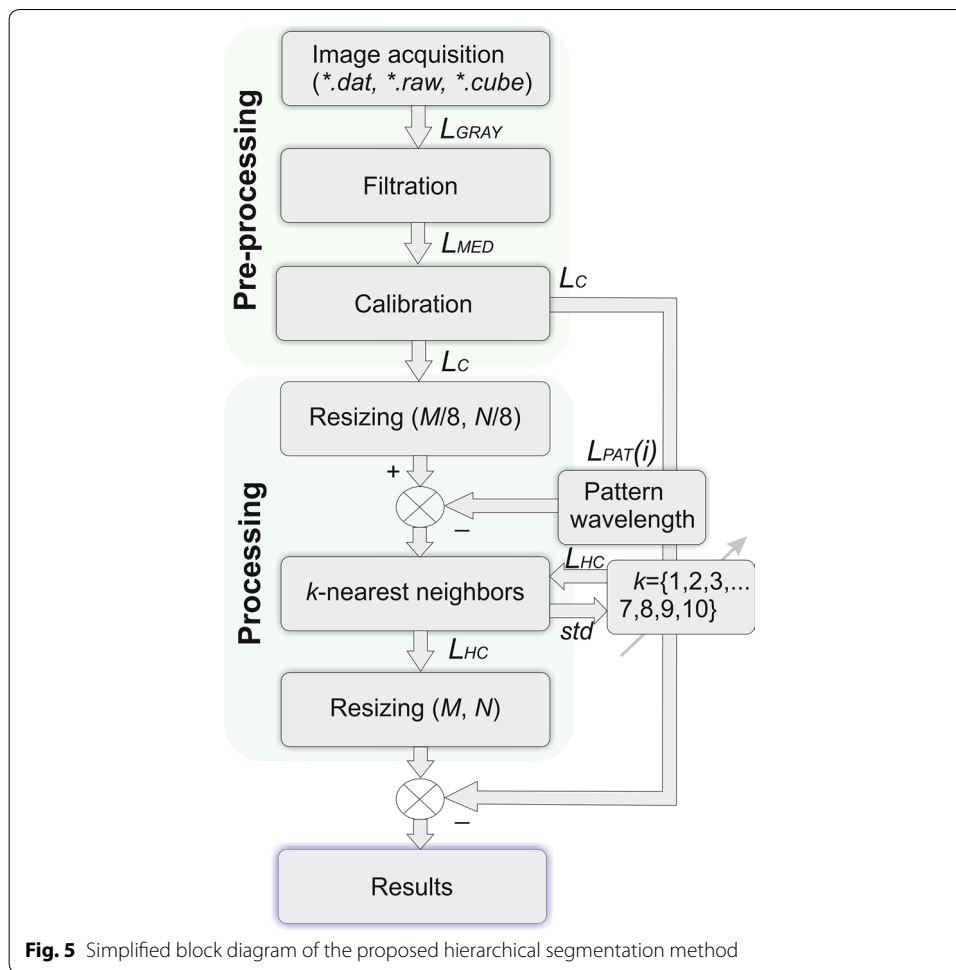 Pre-processing
Image acquisition
(*.dat, *.raw, *.cube)
LGRAY
Filtration
LMED
Calibration
LC
LC
Processing
Resizing (M/8, N/8)
+
LPAT(i)
Pattern
wavelength
–
k-nearest neighbors
LHC
k={1,2,3,...
7,8,9,10}
std
LHC
Resizing (M, N)
–
Results
Fig. 5 Simplified block diagram of the proposed hierarchical segmentation method